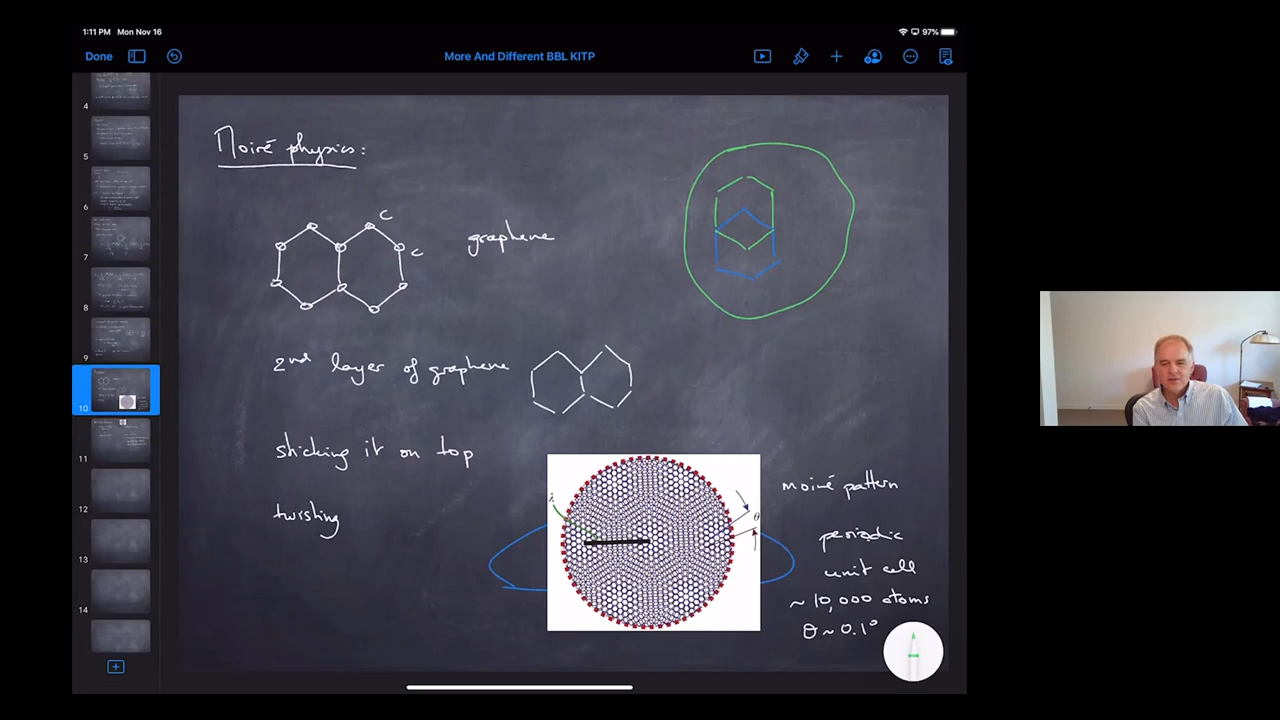 1:11 PM Mon Nov 16
97%
Done
More And Different BBL KITP
4
5
6
7
8
9
10
11
12
13
14
Moiré physics:
C
C
graphene
2nd layer of graphene
sticking it on top
twisting
λ
θ
moiré pattern
periodic
unit cell
~ 10,000 atoms
θ ~ 0.1°